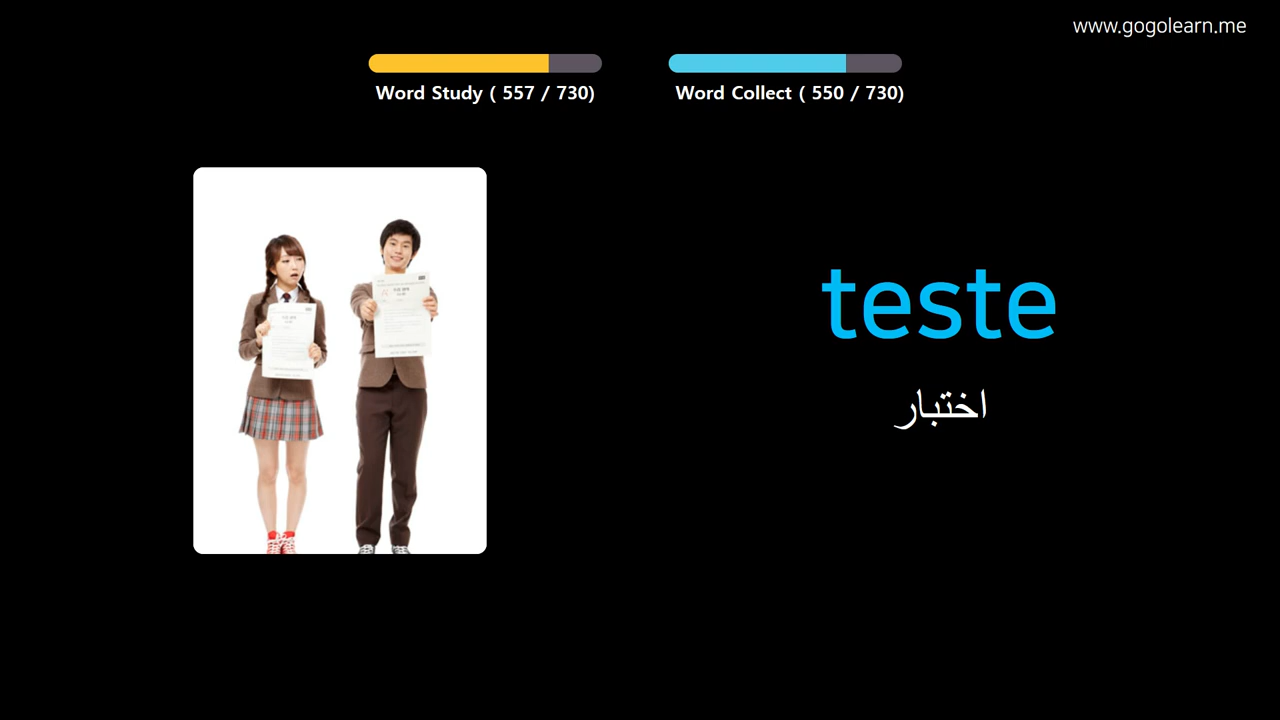 www.gogolearn.me
Word Study ( 557 / 730)
Word Collect ( 550 / 730)
teste
اختبار